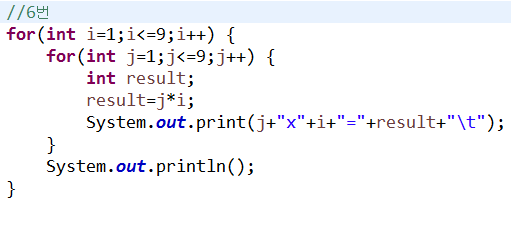 //6번
for(int i=1;i<=9;i++) {
    for(int j=1;j<=9;j++) {
        int result;
        result=j*i;
        System.out.print(j+"x"+i+"="+result+"\t");
    }
    System.out.println();
}